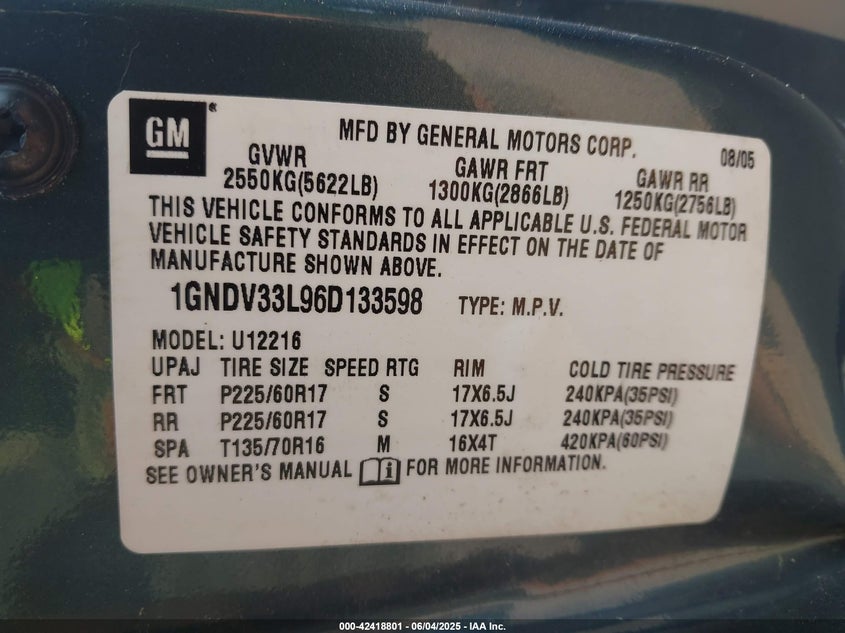 GM
MFD BY GENERAL MOTORS CORP. 08/05
GVWR GAWR FRT GAWR RR
2550KG(5622LB) 1300KG(2866LB) 1250KG(2756LB)
THIS VEHICLE CONFORMS TO ALL APPLICABLE U.S. FEDERAL MOTOR
VEHICLE SAFETY STANDARDS IN EFFECT ON THE DATE OF
MANUFACTURE SHOWN ABOVE.
1GNDV33L96D133598 TYPE: M.P.V.
MODEL: U12216
UPAJ TIRE SIZE SPEED RTG RIM COLD TIRE PRESSURE
FRT P225/60R17 S 17X6.5J 240KPA(35PSI)
RR P225/60R17 S 17X6.5J 240KPA(35PSI)
SPA T135/70R16 M 16X4T 420KPA(60PSI)
SEE OWNER'S MANUAL i FOR MORE INFORMATION.
000-42418801 - 06/04/2025 - IAA Inc.